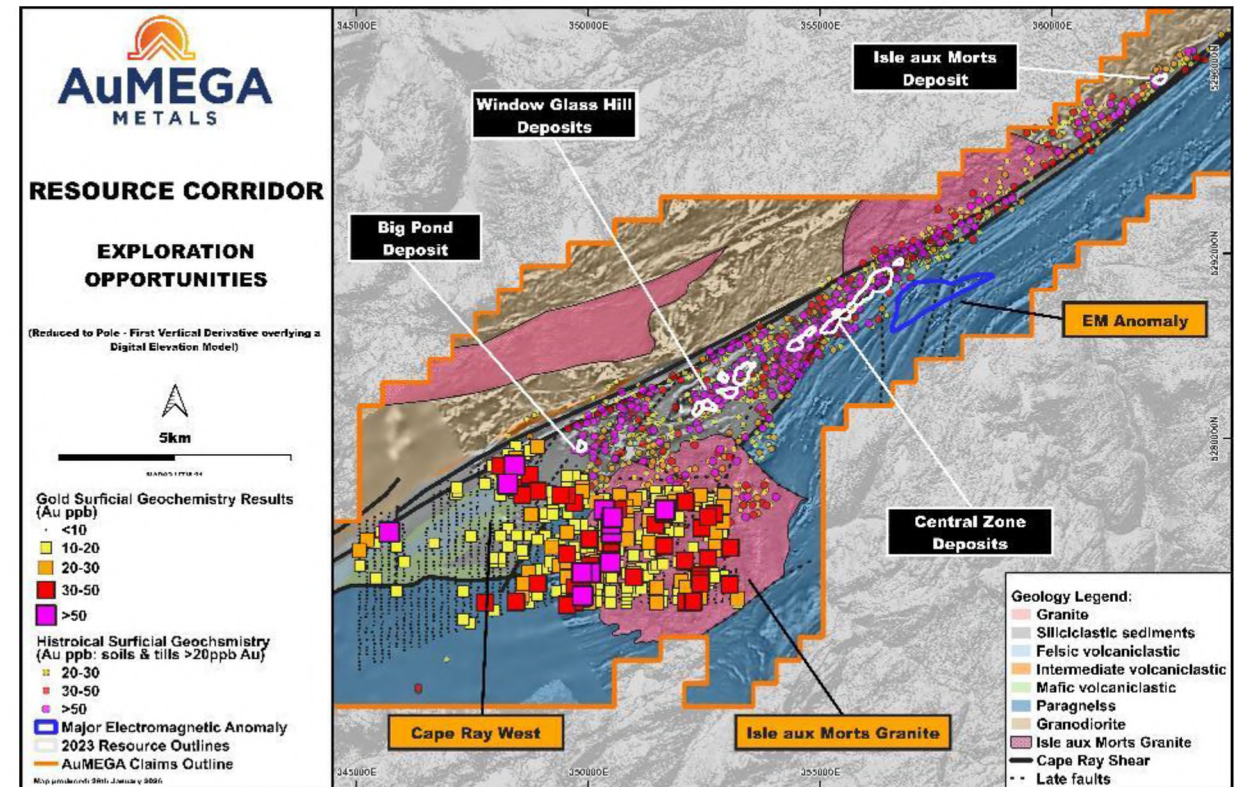 AuMEGA
METALS
RESOURCE CORRIDOR
EXPLORATION
OPPORTUNITIES
(Reduced to Pole - First Vertical Derivative overlying a
Digital Elevation Model)
5km
Gold Surficial Geochemistry Results
(Au ppb)
<10
10-20
20-30
30-50
>50
Histroical Surficial Geochsmistry
(Au ppb: soils & tills >20ppb Au)
20-30
30-50
>50
Major Electromagnetic Anomaly
2023 Resource Outlines
AuMEGA Claims Outline
345000E
350000E
355000E
360000E
Isle aux Morts
Deposit
Window Glass Hill
Deposits
Big Pond
Deposit
5292000N
EM Anomaly
Central Zone
Deposits
Cape Ray West
Isle aux Morts Granite
345000E
350000E
355000E
Geology Legend:
Granite
Siliciclastic sediments
Felsic volcaniclastic
Intermediate volcaniclastic
Mafic volcaniclastic
Paragneiss
Granodiorite
Isle aux Morts Granite
Cape Ray Shear
Late faults